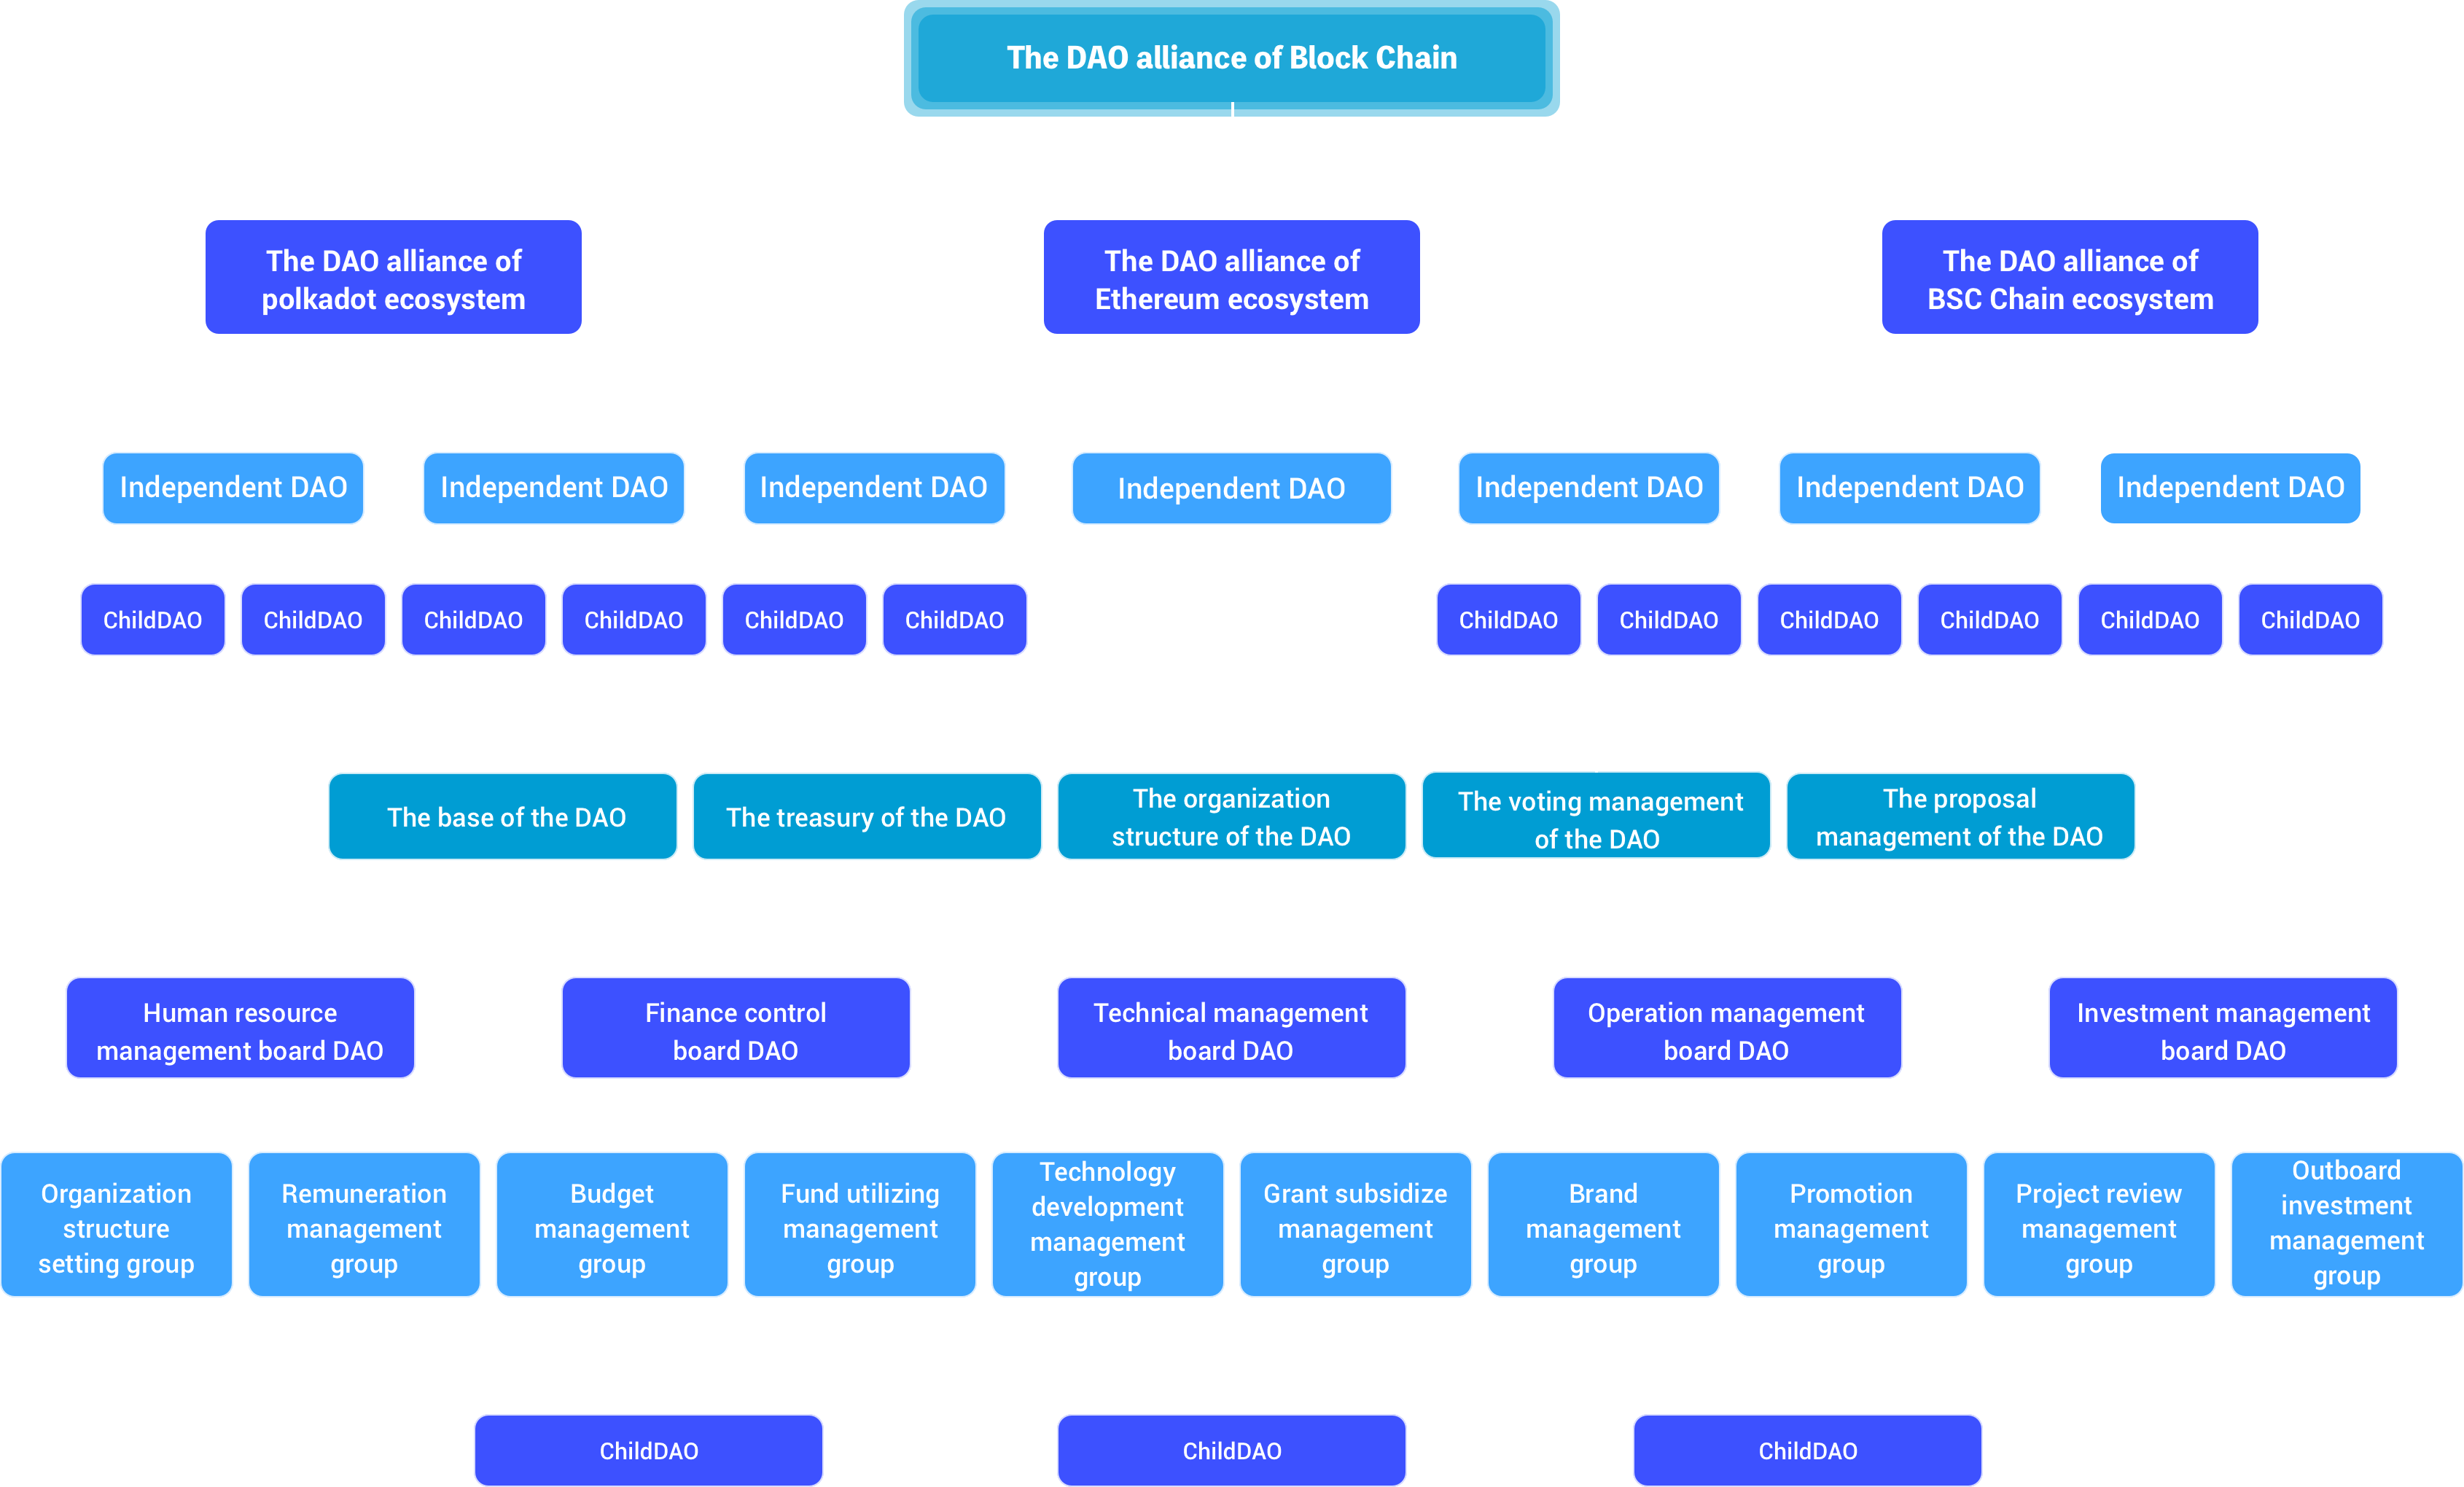 The DAO alliance of Block Chain
The DAO alliance of
polkadot ecosystem
The DAO alliance of
Ethereum ecosystem
The DAO alliance of
BSC Chain ecosystem
Independent DAO
Independent DAO
Independent DAO
Independent DAO
Independent DAO
Independent DAO
Independent DAO
ChildDAO
ChildDAO
ChildDAO
ChildDAO
ChildDAO
ChildDAO
ChildDAO
ChildDAO
ChildDAO
ChildDAO
ChildDAO
ChildDAO
The base of the DAO
The treasury of the DAO
The organization
structure of the DAO
The voting management
of the DAO
The proposal
management of the DAO
Human resource
management board DAO
Finance control
board DAO
Technical management
board DAO
Operation management
board DAO
Investment management
board DAO
Organization
structure
setting group
Remuneration
management
group
Budget
management
group
Fund utilizing
management
group
Technology
development
management
group
Grant subsidize
management
group
Brand
management
group
Promotion
management
group
Project review
management
group
Outboard
investment
management
group
ChildDAO
ChildDAO
ChildDAO